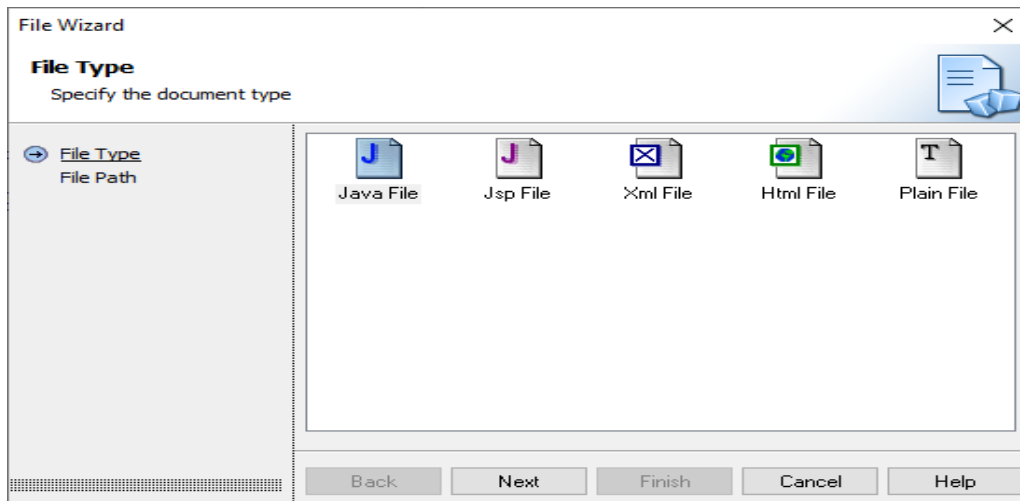 File Wizard
File Type
Specify the document type
File Type
File Path
Java File
Jsp File
Xml File
Html File
Plain File
Back
Next
Finish
Cancel
Help